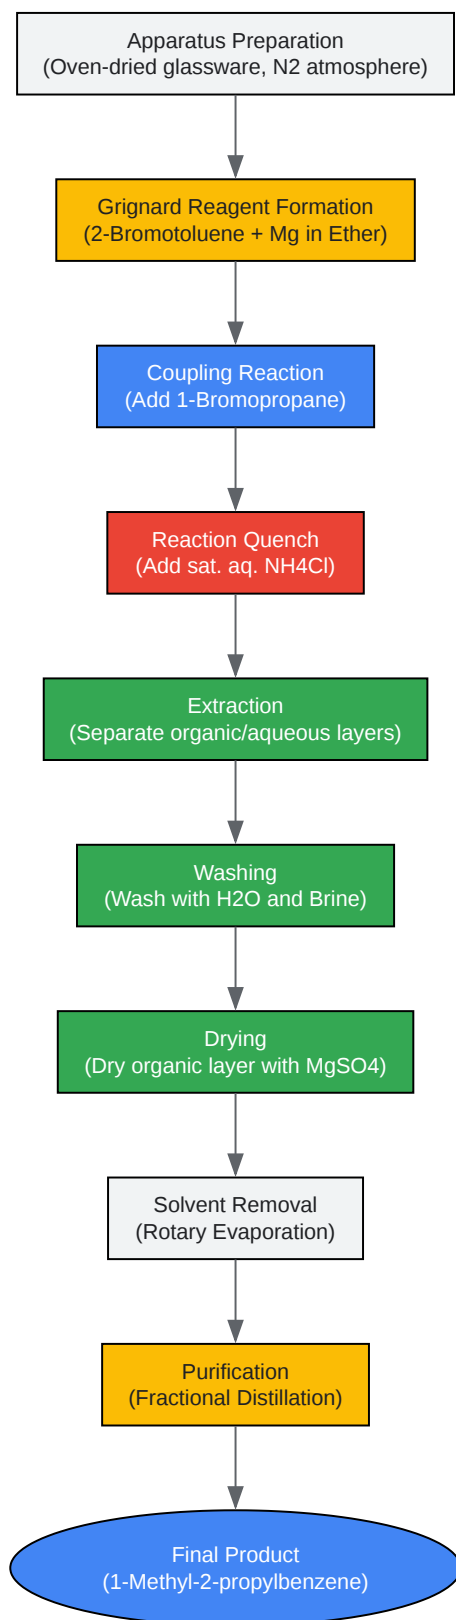 Apparatus Preparation
(Oven-dried glassware, N2 atmosphere)
Grignard Reagent Formation
(2-Bromotoluene + Mg in Ether)
Coupling Reaction
(Add 1-Bromopropane)
Reaction Quench
(Add sat. aq. NH4Cl)
Extraction
(Separate organic/aqueous layers)
Washing
(Wash with H2O and Brine)
Drying
(Dry organic layer with MgSO4)
Solvent Removal
(Rotary Evaporation)
Purification
(Fractional Distillation)
Final Product
(1-Methyl-2-propylbenzene)